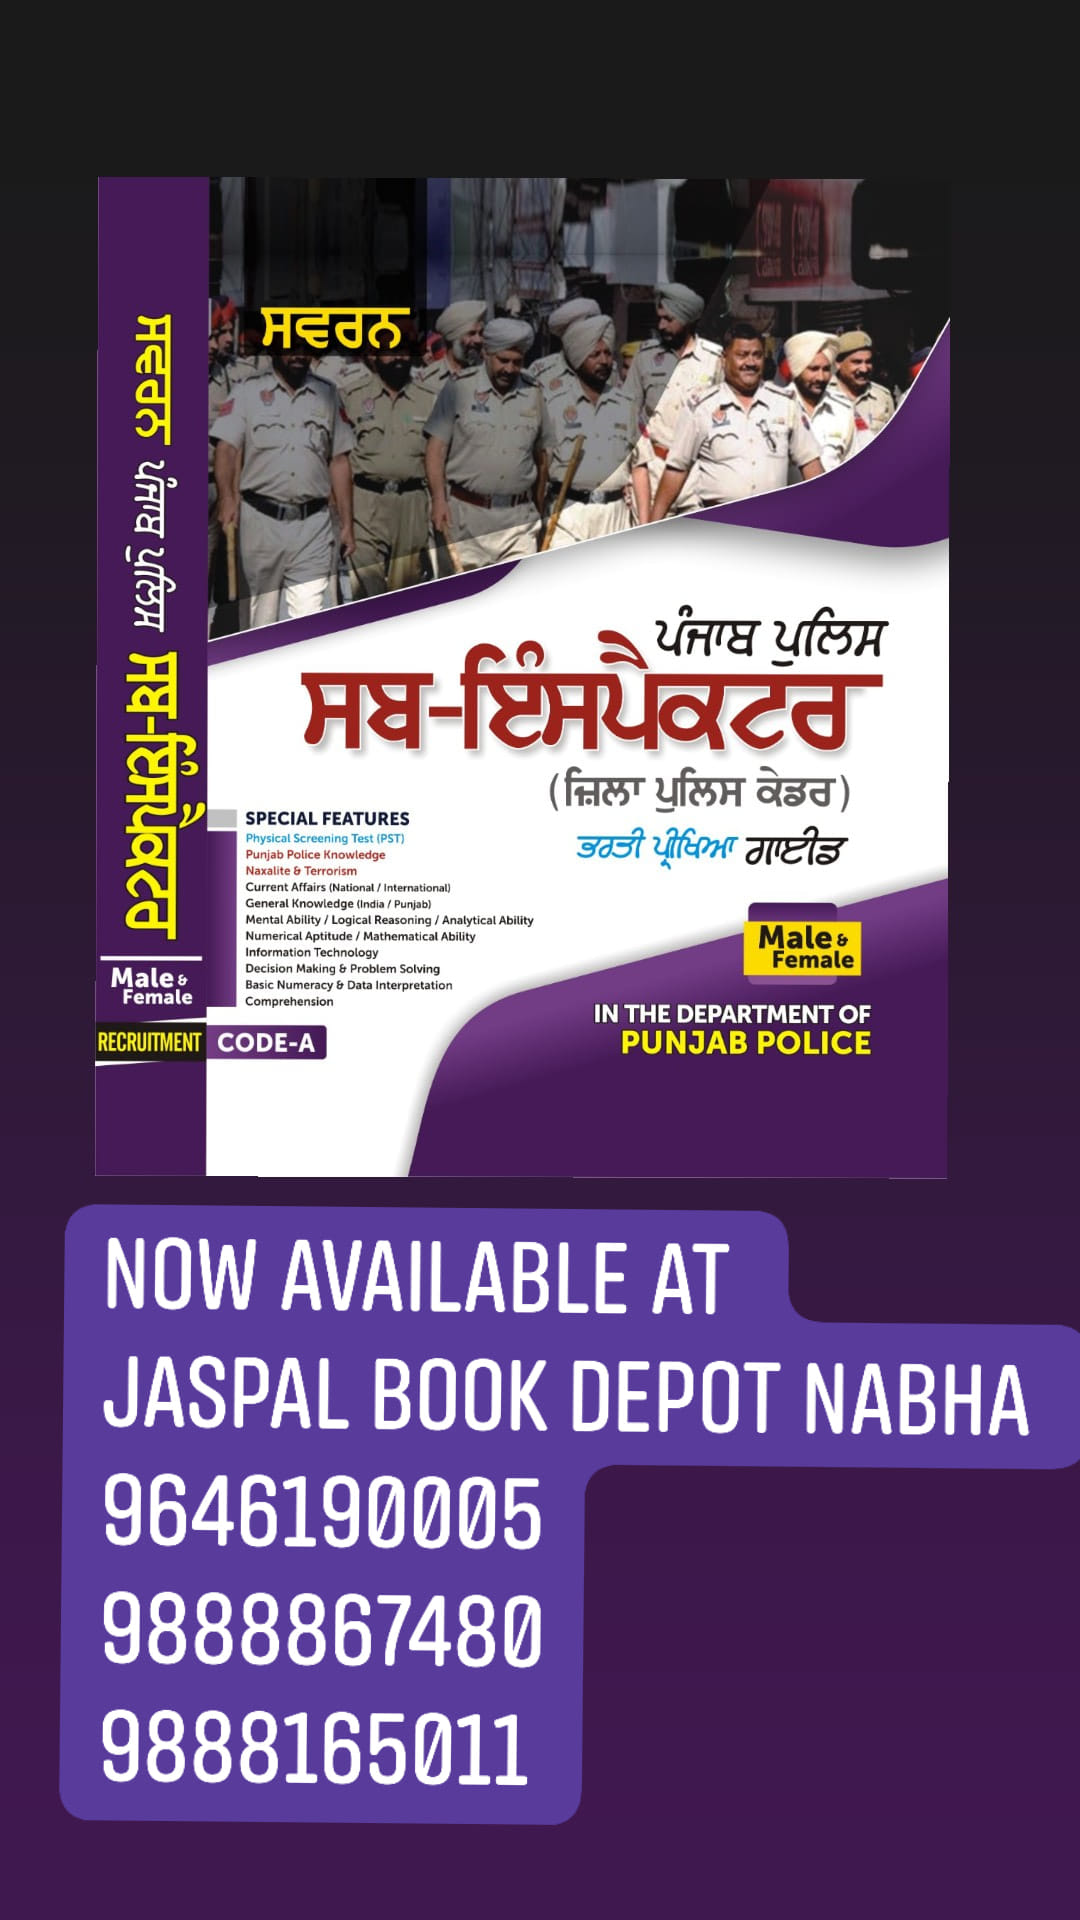 ਸਵਰਨ ਪੰਜਾਬ ਪੁਲਿਸ ਸਬ-ਇੰਸਪੈਕਟਰ
Male &
Female
RECRUITMENT
ਸਵਰਨ
ਪੰਜਾਬ ਪੁਲਿਸ
ਸਬ-ਇੰਸਪੈਕਟਰ
(ਜ਼ਿਲਾ ਪੁਲਿਸ ਕੇਡਰ)
ਭਰਤੀ ਪ੍ਰੀਖਿਆ ਗਾਈਡ
SPECIAL FEATURES
Physical Screening Test (PST)
Punjab Police Knowledge
Naxalite & Terrorism
Current Affairs (National / International)
General Knowledge (India / Punjab)
Mental Ability / Logical Reasoning / Analytical Ability
Numerical Aptitude / Mathematical Ability
Information Technology
Decision Making & Problem Solving
Basic Numeracy & Data Interpretation
Comprehension
CODE-A
Male &
Female
IN THE DEPARTMENT OF
PUNJAB POLICE
NOW AVAILABLE AT
JASPAL BOOK DEPOT NABHA
9646190005
9888867480
9888165011